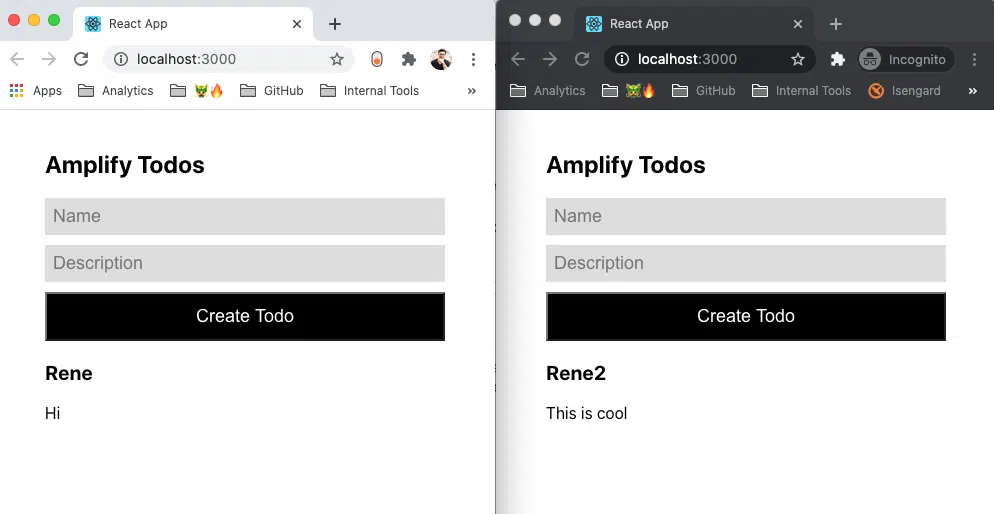 React App
localhost:3000
Apps Analytics GitHub Internal Tools »
Amplify Todos
Name
Description
Create Todo
Rene
Hi
React App
localhost:3000 Incognito
Analytics GitHub Internal Tools Isengard »
Amplify Todos
Name
Description
Create Todo
Rene2
This is cool